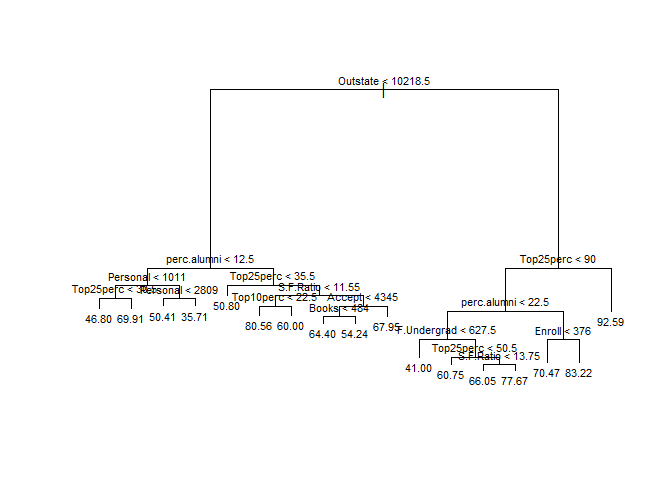 Outstate < 10218.5
perc.alumni < 12.5
Top25perc < 90
Personal < 1011
Top25perc < 35.5
Top25perc <
Personal < 2809
S.F.Ratio < 11.55
Top10perc < 22.5
Accept < 4345
perc.alumni < 22.5
46.80
69.91
50.41
35.71
50.80
Books < 484
80.56
60.00
64.40
54.24
67.95
92.59
F.Undergrad < 627.5
Enroll < 376
Top25perc < 50.5
S.F.Ratio < 13.75
41.00
60.75
66.05
77.67
70.47
83.22